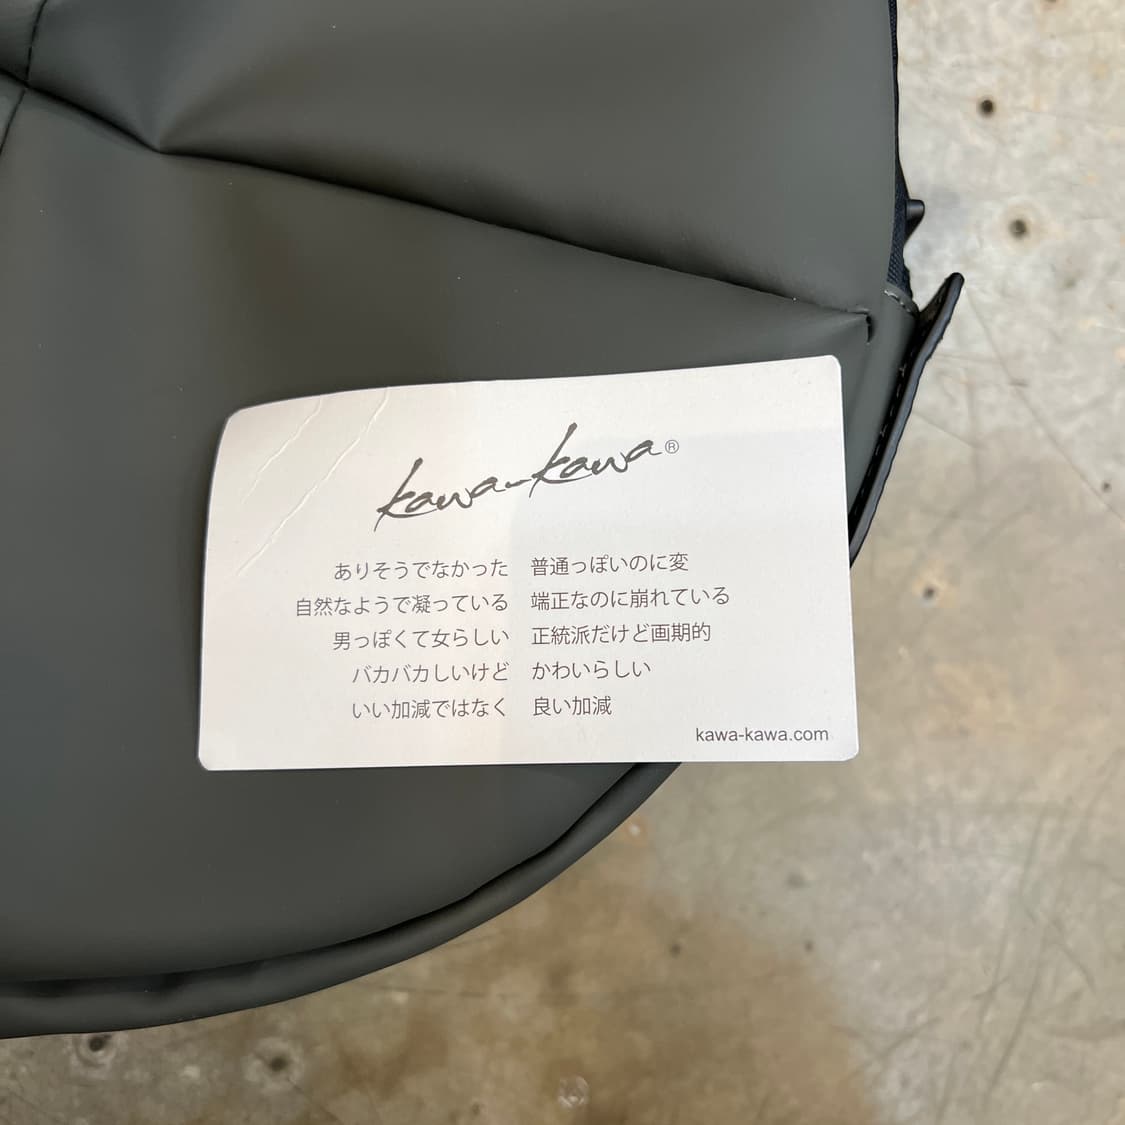 kawa-kawa®
ありそうでなかった 普通っぽいのに変
自然なようで凝っている 端正なのに崩れている
男っぽくて女らしい 正統派だけど画期的
バカバカしいけど かわいらしい
いい加減ではなく 良い加減
kawa-kawa.com